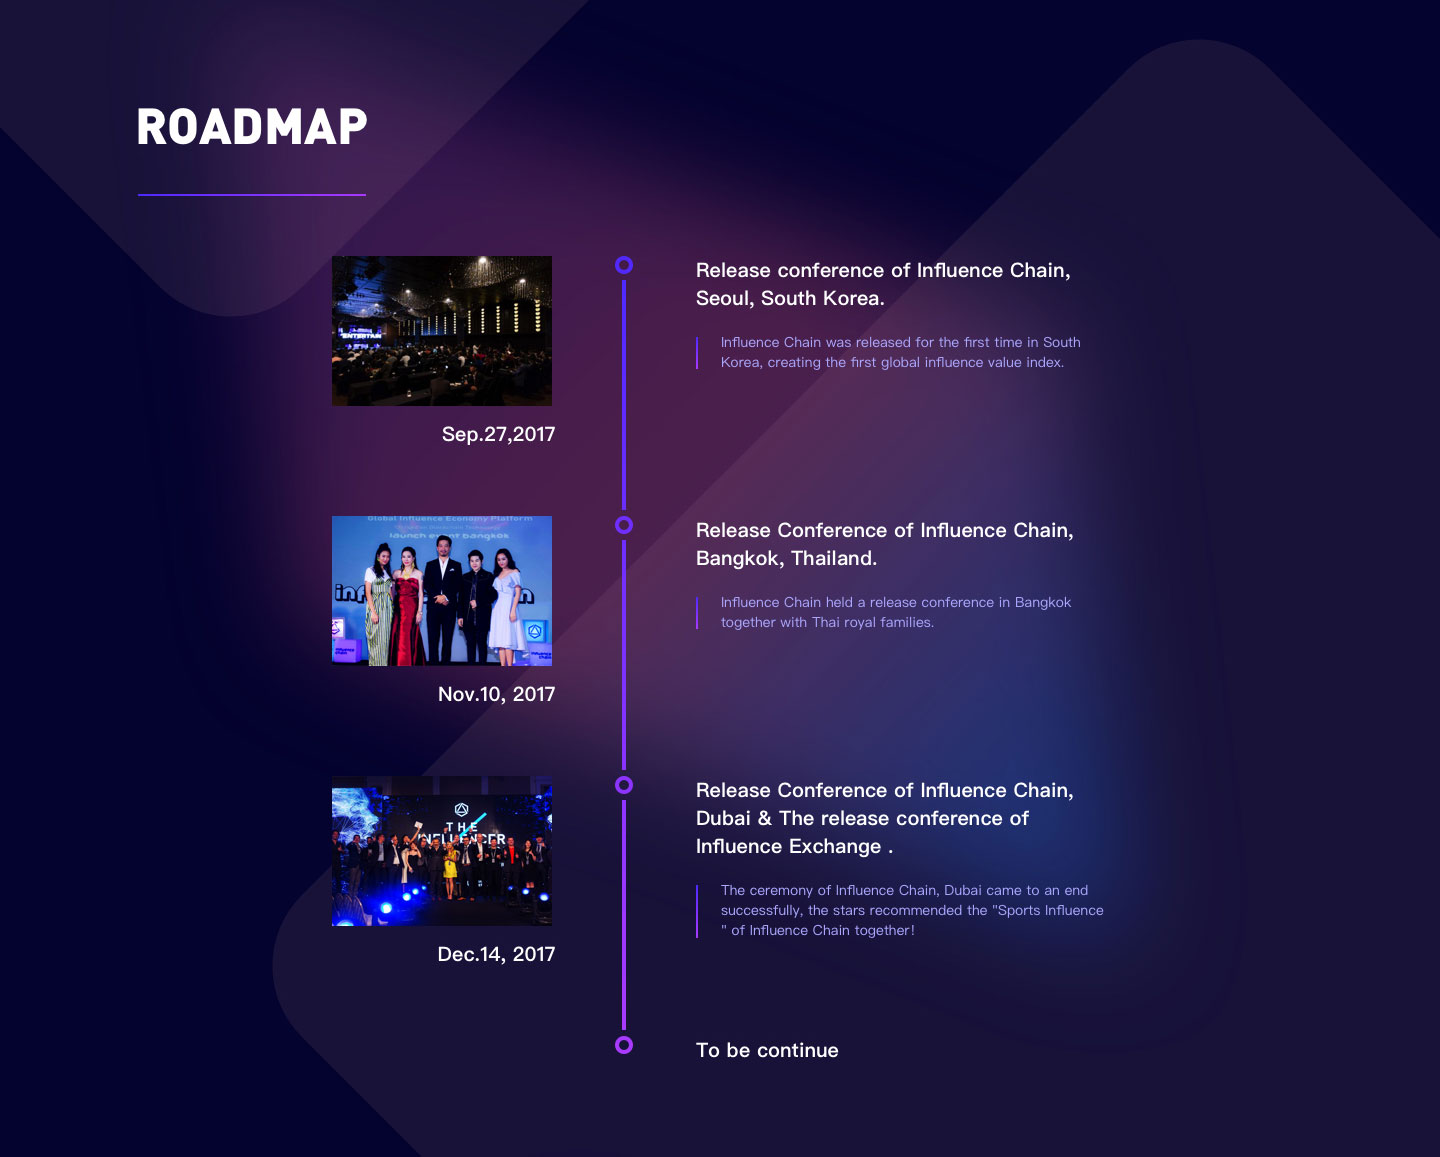 ROADMAP
ENTERTAIN
Sep.27,2017
Release conference of Influence Chain,
Seoul, South Korea.
Influence Chain was released for the first time in South
Korea, creating the first global influence value index.
Global Influence Economy Platform
launch event bangkok
influence
chain
Nov.10, 2017
Release Conference of Influence Chain,
Bangkok, Thailand.
Influence Chain held a release conference in Bangkok
together with Thai royal families.
THE
INFLUENCER
Dec.14, 2017
Release Conference of Influence Chain,
Dubai & The release conference of
Influence Exchange .
The ceremony of Influence Chain, Dubai came to an end
successfully, the stars recommended the "Sports Influence
" of Influence Chain together!
To be continue